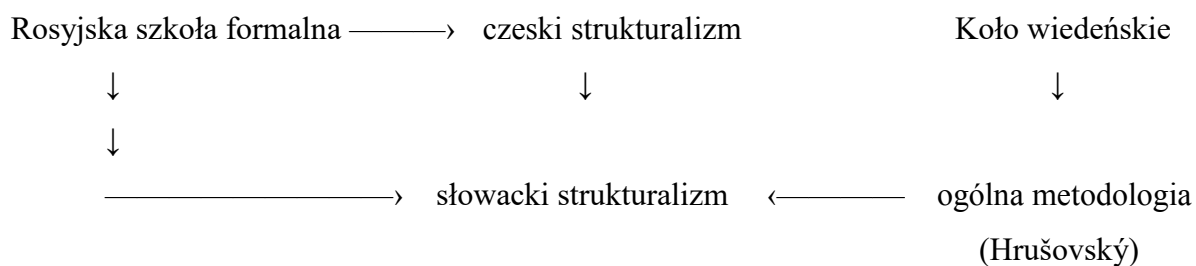 Rosyjska szkoła formalna ———› czeski strukturalizm Koło wiedeńskie
↓ ↓ ↓
↓
————————› słowacki strukturalizm ‹———— ogólna metodologia
(Hrušovský)